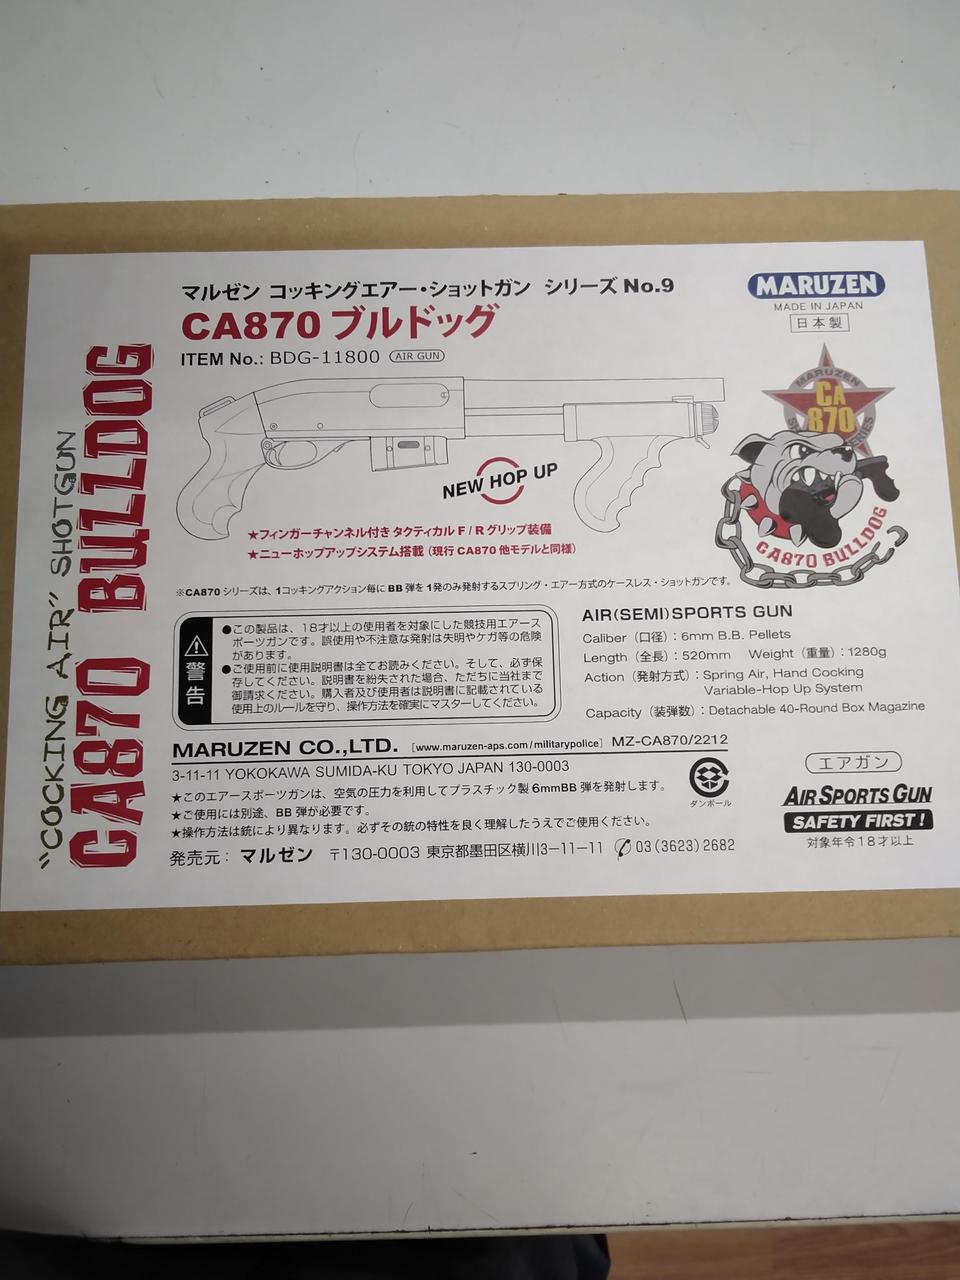 マルゼン コッキングエアー・ショットガン シリーズ No.9
CA870 ブルドッグ
ITEM No.: BDG-11800 AIR GUN
MARUZEN
MADE IN JAPAN
日本製
"COCKING AIR" SHOTGUN
CA870 BULLDOG
MARUZEN
CA
870
SERIES
CA870 BULLDOG
NEW HOP UP
★フィンガーチャンネル付き タクティカル F / R グリップ装備
★ニューホップアップシステム搭載 (現行 CA870 他モデルと同様)
※CA870 シリーズは、1コッキングアクション毎に BB 弾を 1発のみ発射するスプリング・エアー方式のケースレス・ショットガンです。
警告
●この製品は、18才以上の使用者を対象にした競技用エアース
ポーツガンです。誤使用や不注意な発射は失明やケガ等の危険
があります。
●ご使用前に使用説明書は全てお読みください。そして、必ず保
存してください。説明書を紛失された場合、ただちに当社まで
御請求ください。購入者及び使用者は説明書に記載されている
使用上のルールを守り、操作方法を確実にマスターしてください。
AIR(SEMI)SPORTS GUN
Caliber (口径) : 6mm B.B. Pellets
Length (全長) : 520mm Weight (重量) : 1280g
Action (発射方式) : Spring Air, Hand Cocking
Variable-Hop Up System
Capacity (装弾数) : Detachable 40-Round Box Magazine
MARUZEN CO.,LTD. [www.maruzen-aps.com/militarypolice] MZ-CA870/2212
3-11-11 YOKOKAWA SUMIDA-KU TOKYO JAPAN 130-0003
★このエアースポーツガンは、空気の圧力を利用してプラスチック製 6mmBB 弾を発射します。
★ご使用には別途、BB 弾が必要です。
★操作方法は銃により異なります。必ずその銃の特性を良く理解したうえでご使用ください。
発売元: マルゼン 〒130-0003 東京都墨田区横川3-11-11 03(3623)2682
ダンボール
エアガン
AIR SPORTS GUN
SAFETY FIRST !
対象年令18才以上